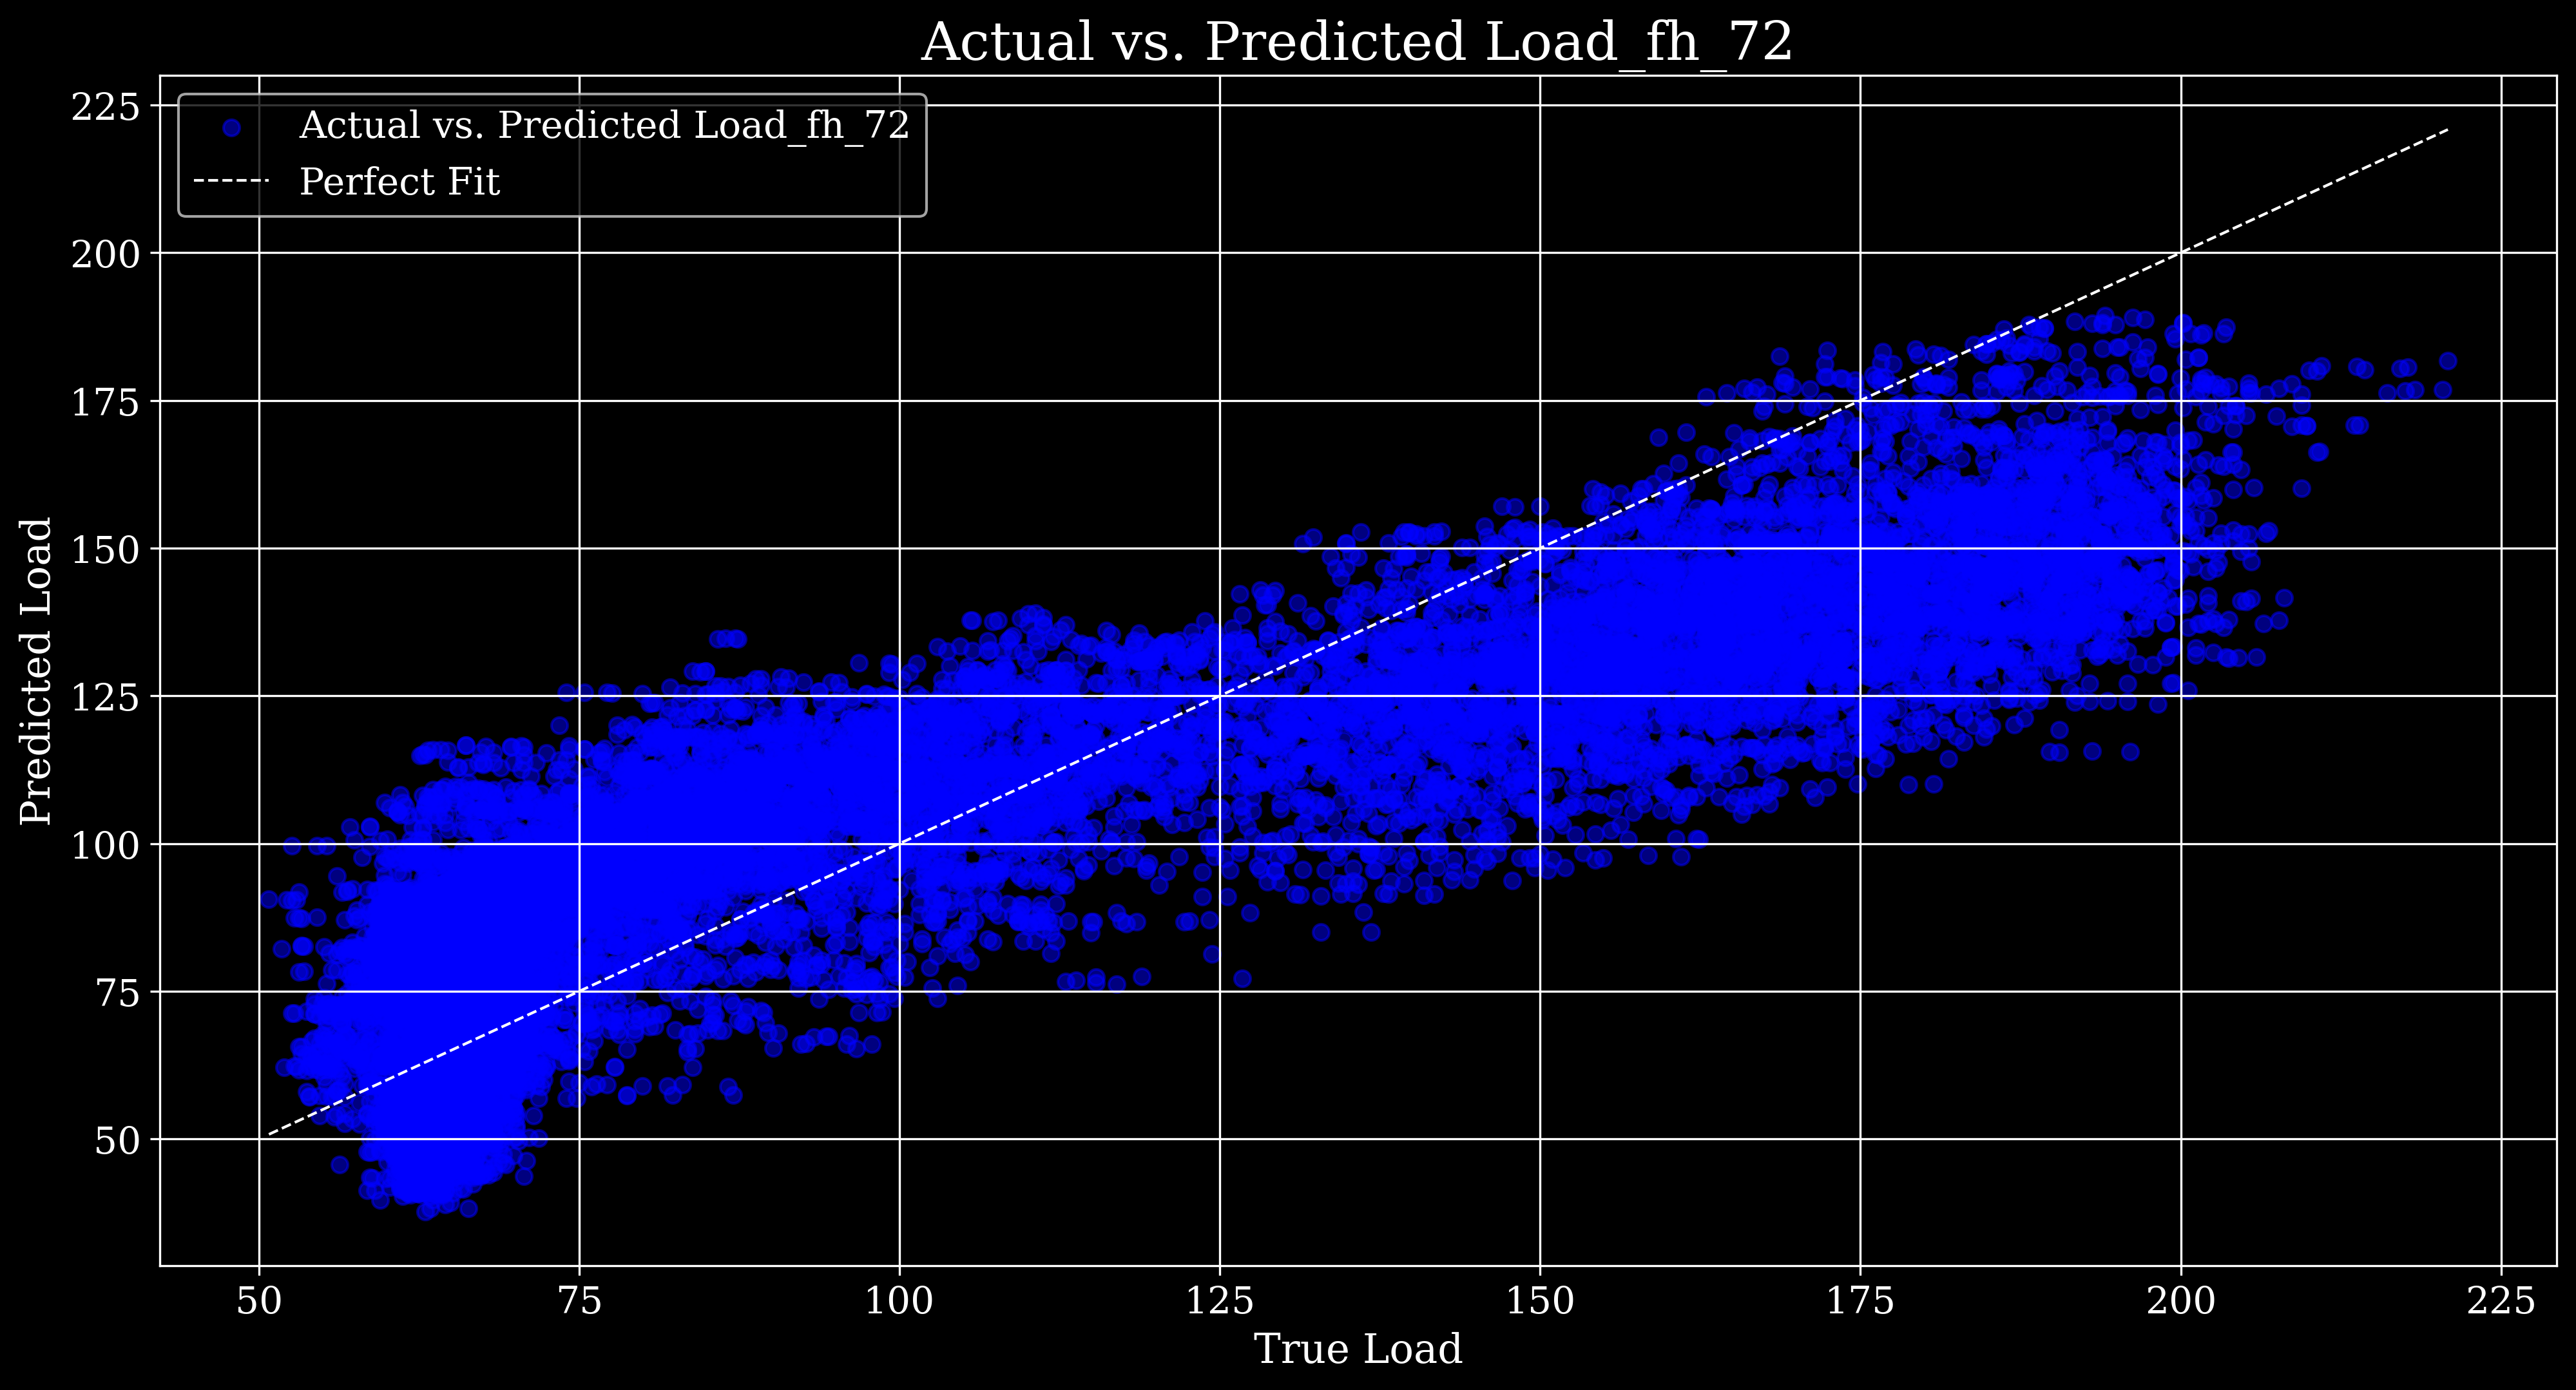 Actual vs. Predicted Load_fh_72
Actual vs. Predicted Load_fh_72
Perfect Fit
225
200
175
150
125
100
75
50
Predicted Load
50 75 100 125 150 175 200 225
True Load